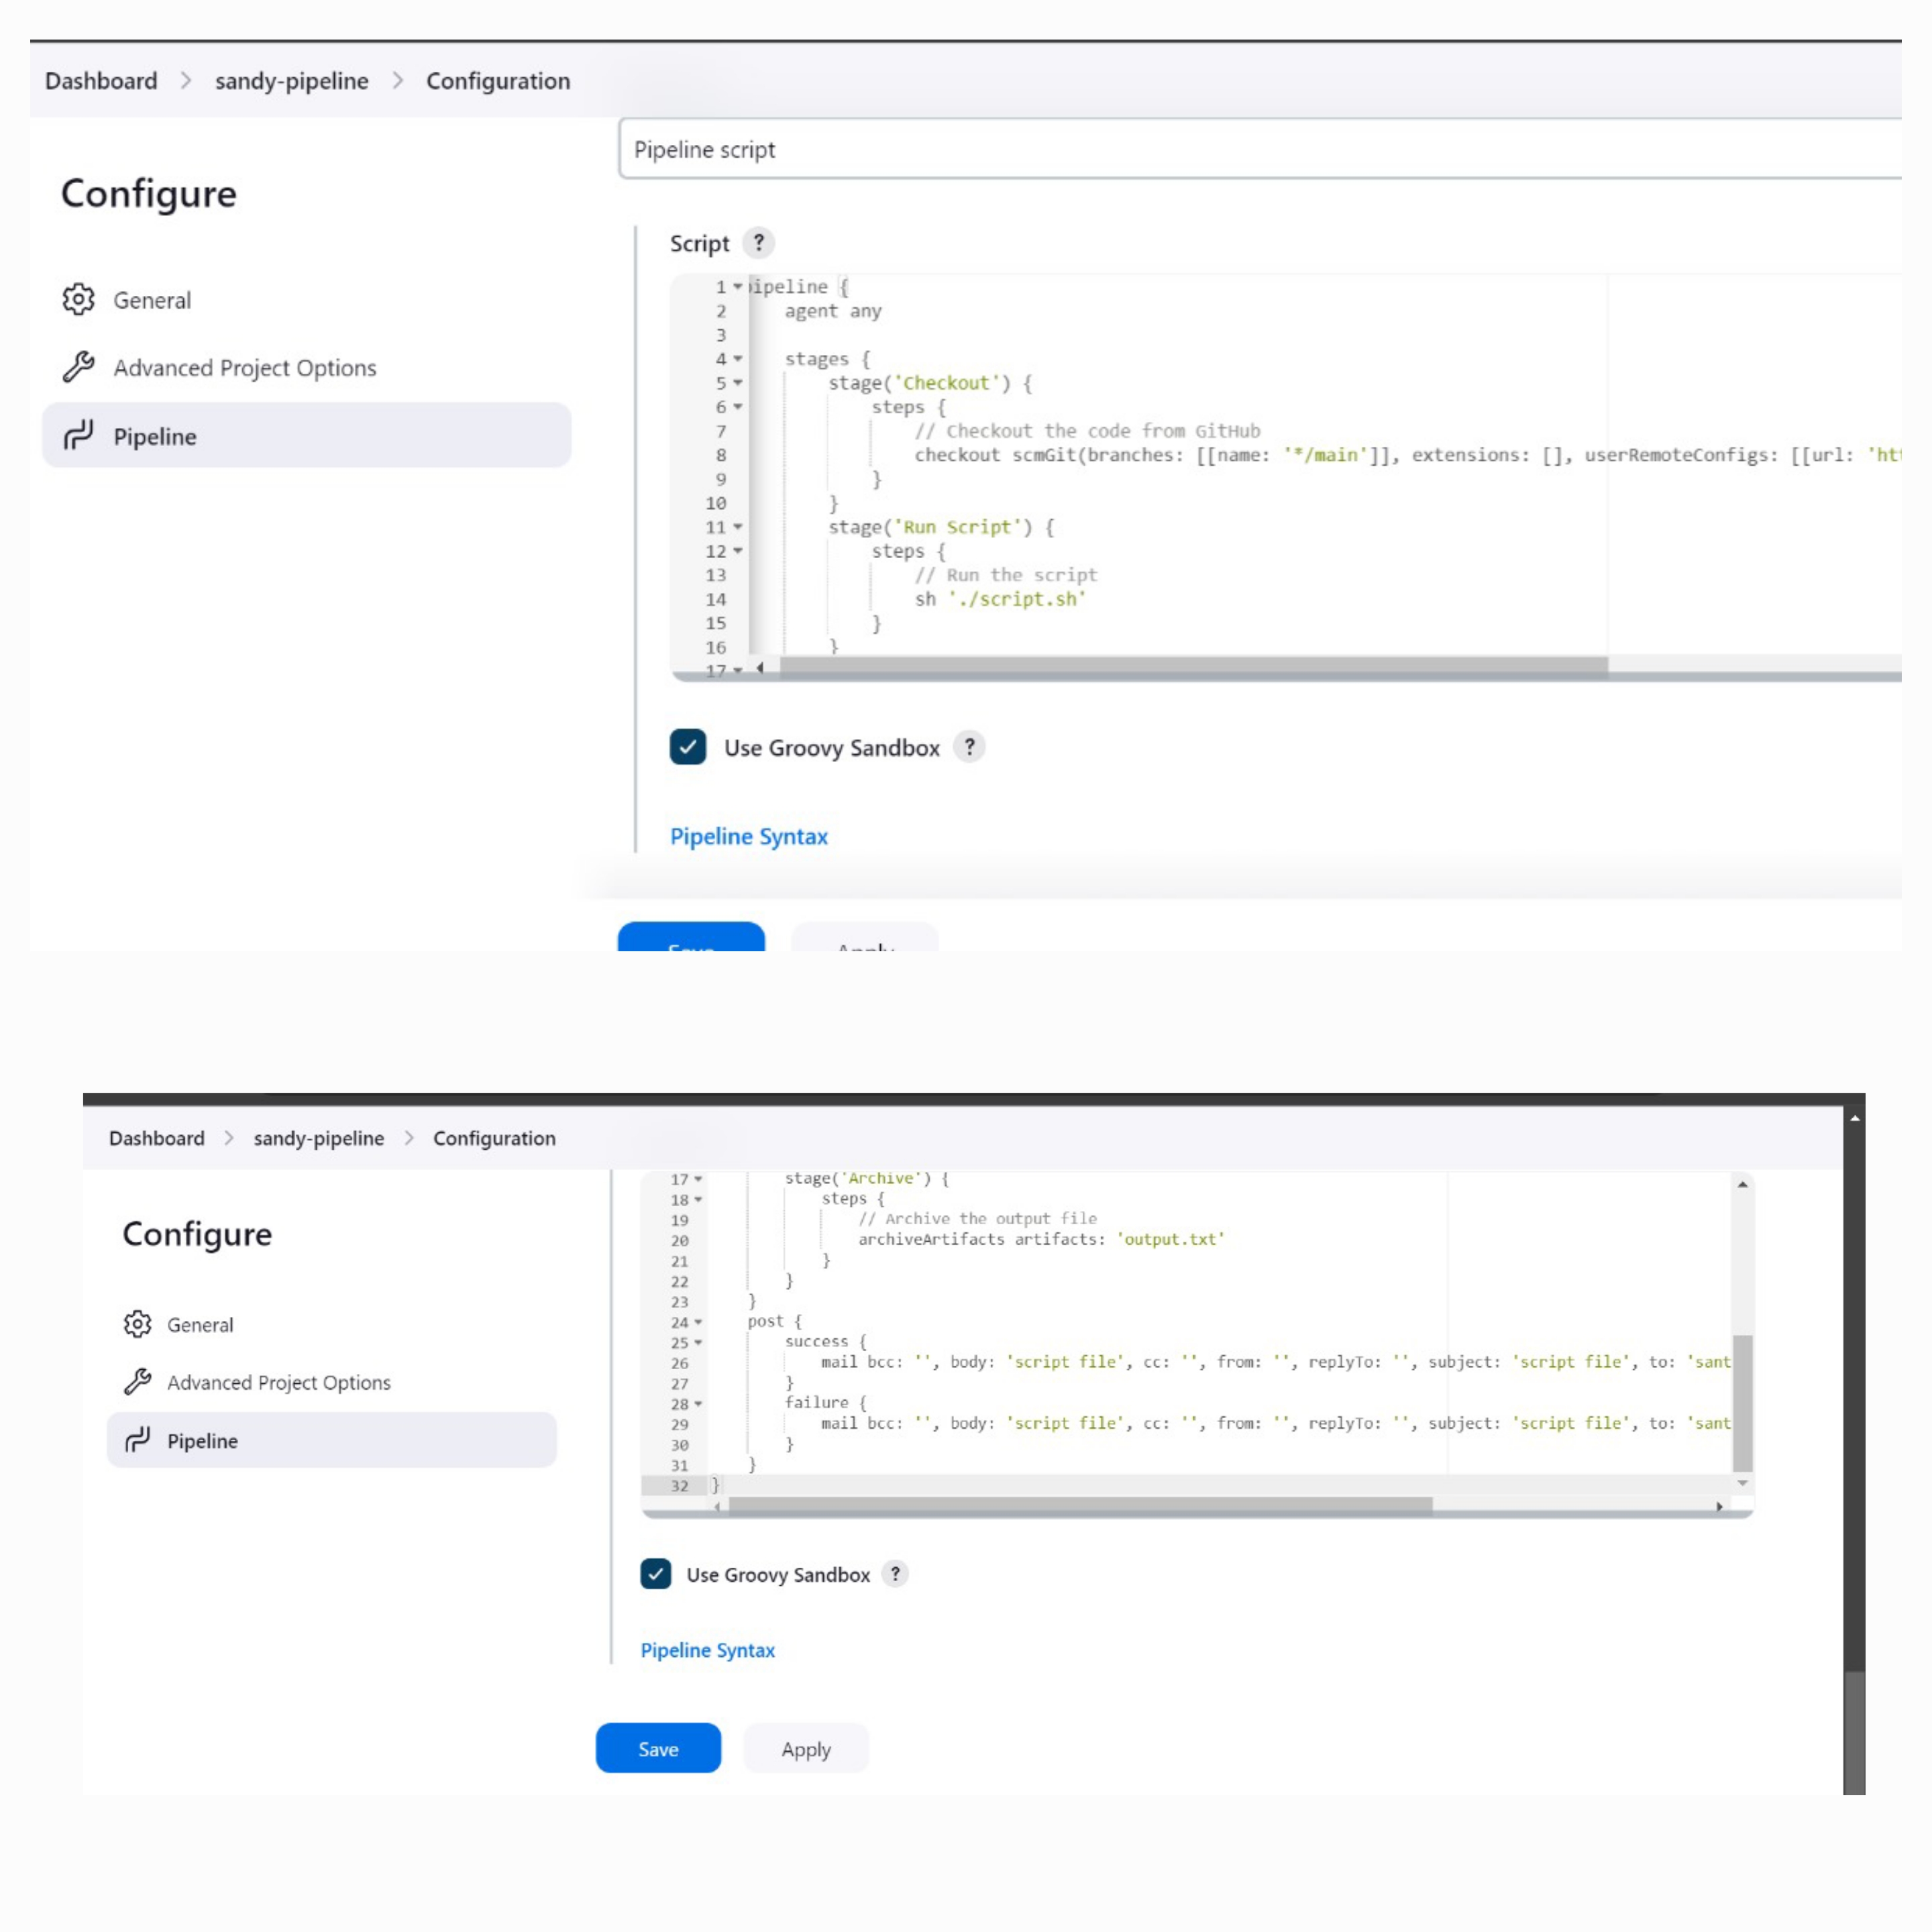 Dashboard > sandy-pipeline > Configuration
Pipeline script
Configure
General
Advanced Project Options
Pipeline
Script ?
1 pipeline {
2 agent any
3
4 stages {
5 stage('Checkout') {
6 steps {
7 // Checkout the code from GitHub
8 checkout scmGit(branches: [[name: '*/main']], extensions: [], userRemoteConfigs: [[url: 'htt
9 }
10 }
11 stage('Run Script') {
12 steps {
13 // Run the script
14 sh './script.sh'
15 }
16 }
17
Use Groovy Sandbox ?
Pipeline Syntax
Save Apply
Dashboard > sandy-pipeline > Configuration
Configure
General
Advanced Project Options
Pipeline
17 stage('Archive') {
18 steps {
19 // Archive the output file
20 archiveArtifacts artifacts: 'output.txt'
21 }
22 }
23 }
24 post {
25 success {
26 mail bcc: '', body: 'script file', cc: '', from: '', replyTo: '', subject: 'script file', to: 'sant
27 }
28 failure {
29 mail bcc: '', body: 'script file', cc: '', from: '', replyTo: '', subject: 'script file', to: 'sant
30 }
31 }
32 }
Use Groovy Sandbox ?
Pipeline Syntax
Save Apply